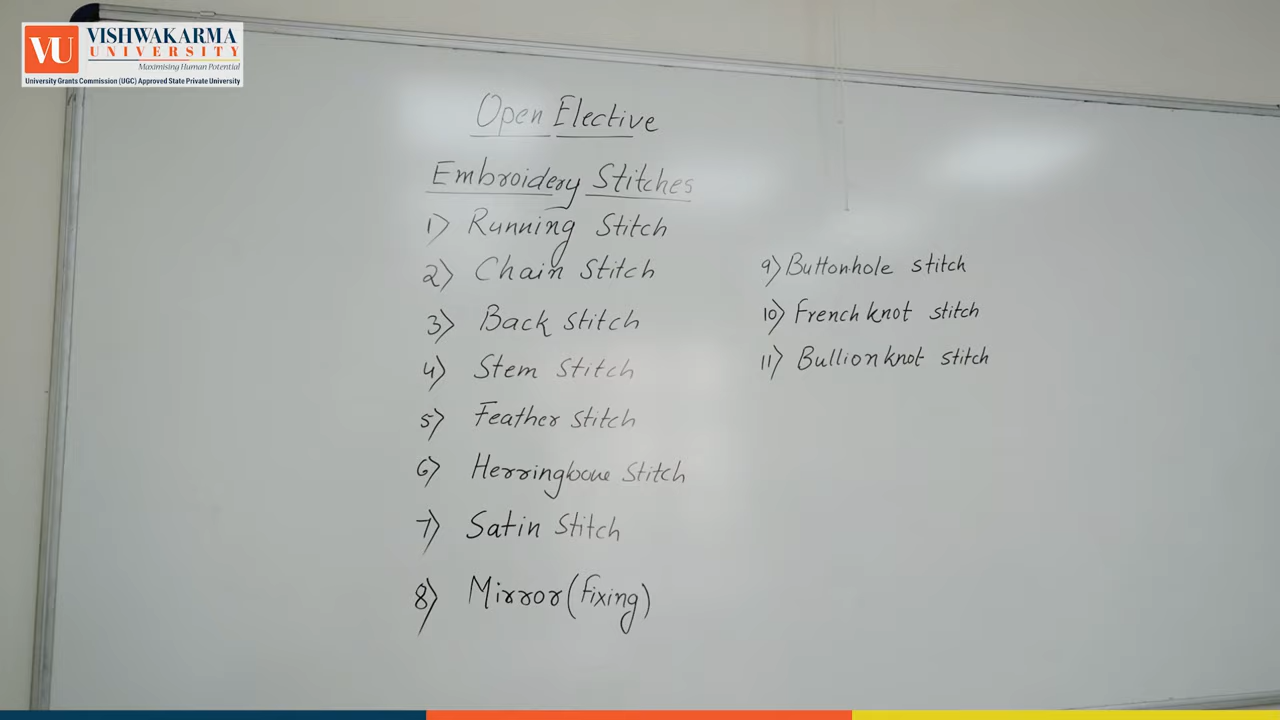 VU VISHWAKARMA
UNIVERSITY
Maximising Human Potential
University Grants Commission (UGC) Approved State Private University
Open Elective
Embroidery Stitches
1) Running Stitch
2) Chain Stitch
3) Back Stitch
4) Stem Stitch
5) Feather Stitch
6) Herringbone Stitch
7) Satin Stitch
8) Mirror (fixing)
9) Buttonhole stitch
10) French knot stitch
11) Bullion knot stitch